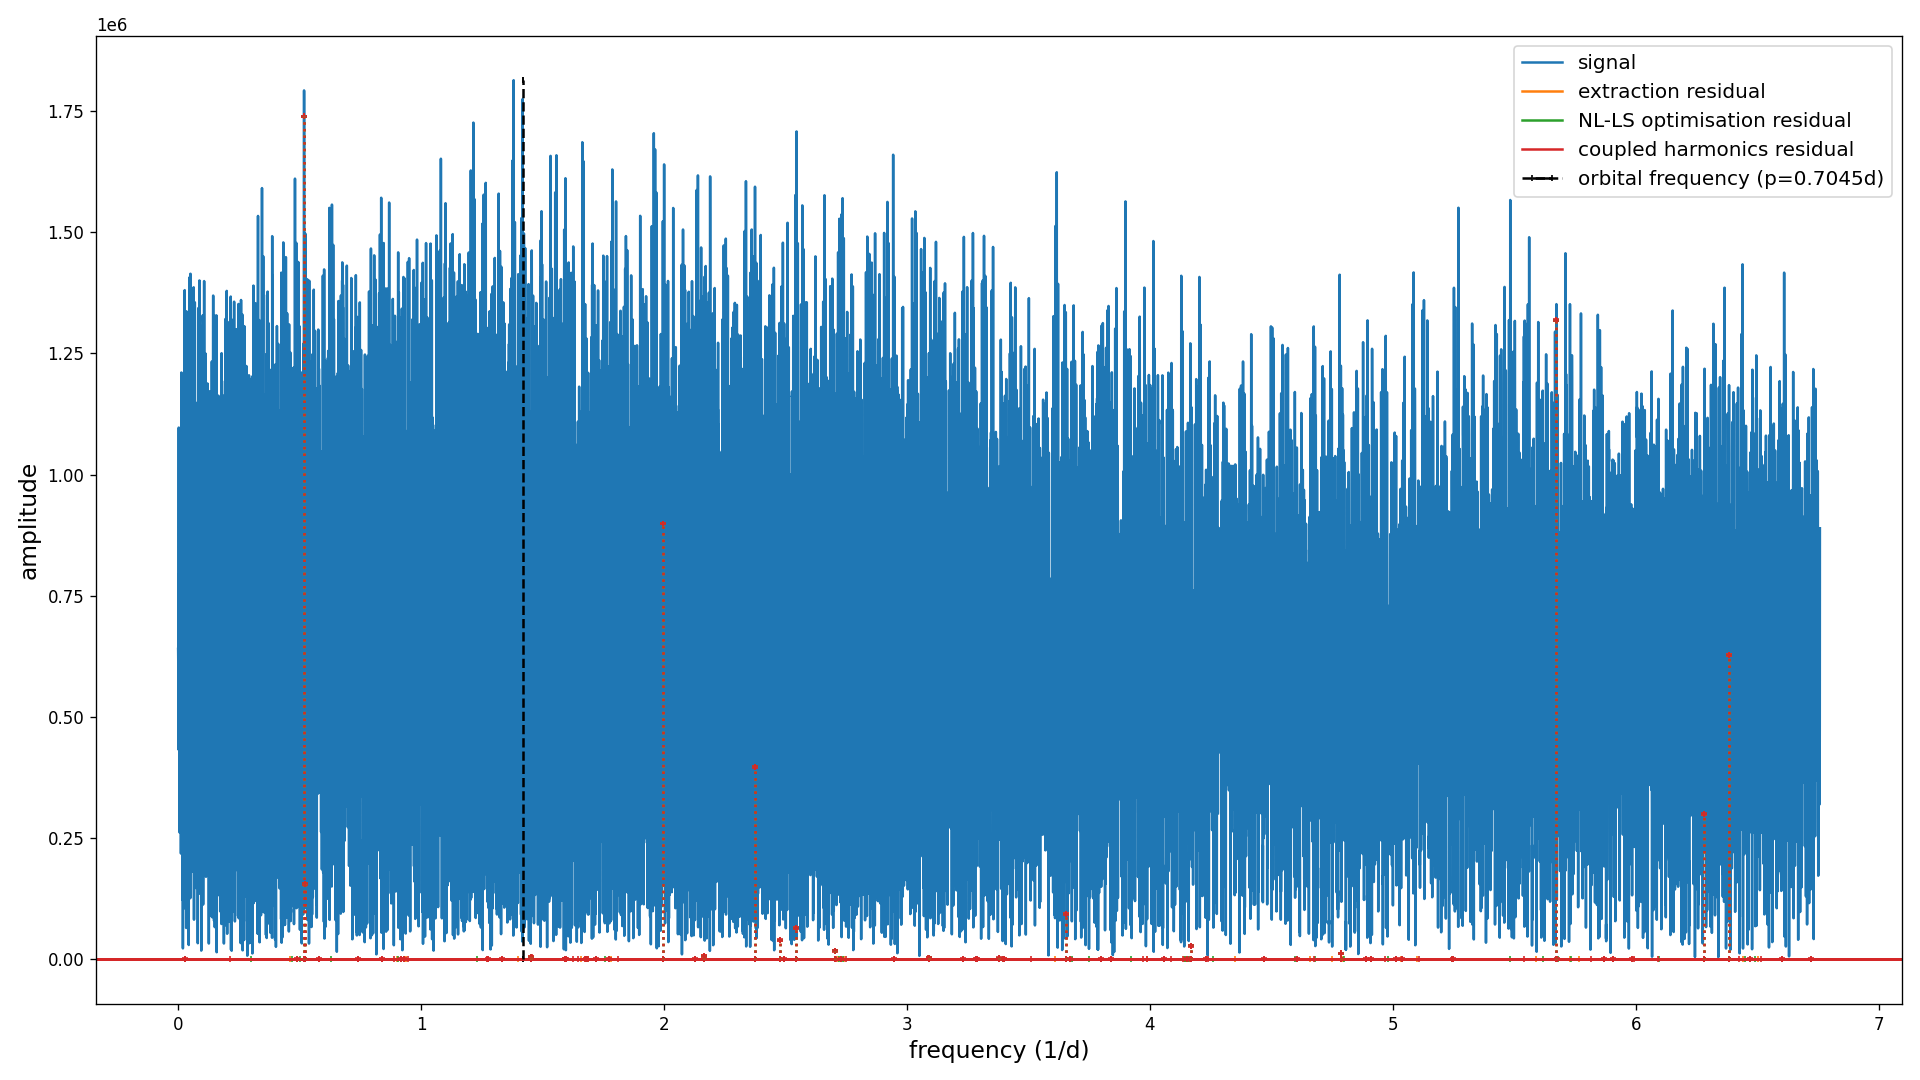 1e6
signal
extraction residual
NL-LS optimisation residual
coupled harmonics residual
orbital frequency (p=0.7045d)
1.75
1.50
1.25
1.00
0.75
0.50
0.25
0.00
amplitude
0 1 2 3 4 5 6 7
frequency (1/d)